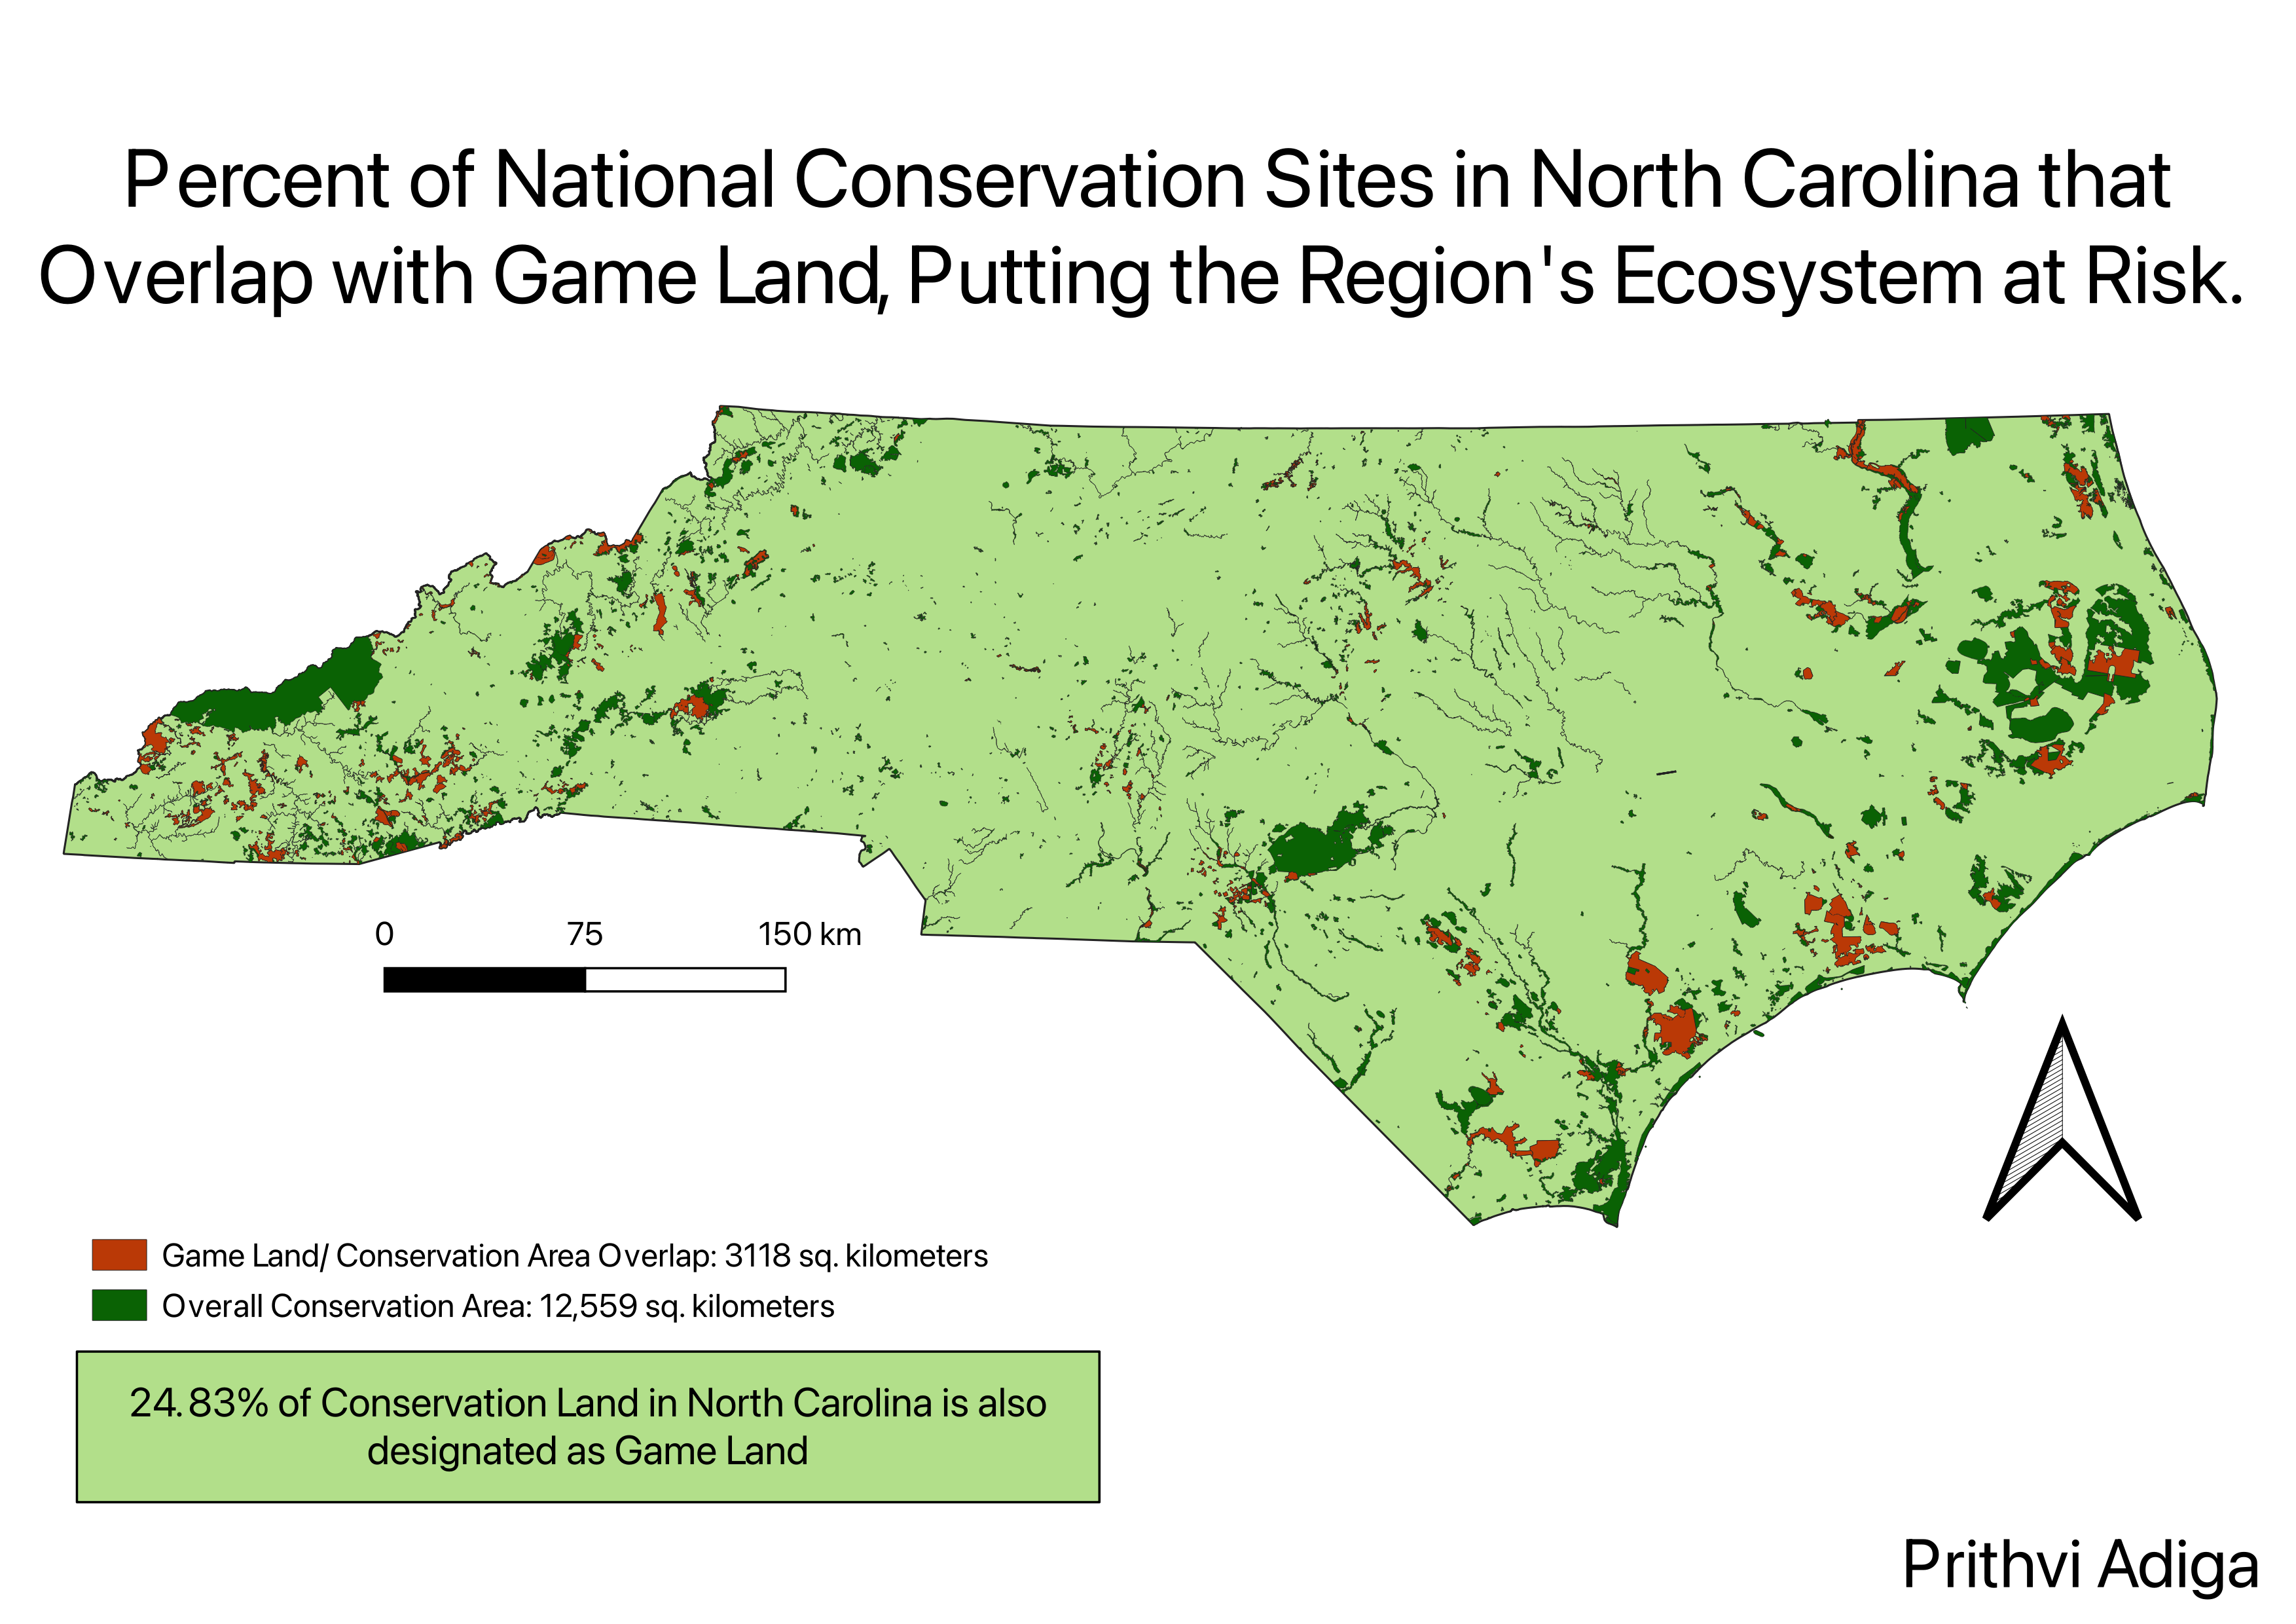 Percent of National Conservation Sites in North Carolina that
Overlap with Game Land, Putting the Region's Ecosystem at Risk.
0 75 150 km
Game Land/ Conservation Area Overlap: 3118 sq. kilometers
Overall Conservation Area: 12,559 sq. kilometers
24.83% of Conservation Land in North Carolina is also
designated as Game Land
Prithvi Adiga